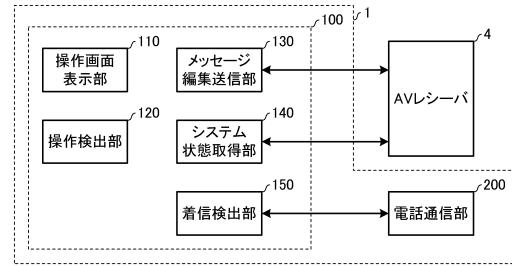 100
1
110
操作画面
表示部
130
メッセージ
編集送信部
4
AVレシーバ
120
操作検出部
140
システム
状態取得部
150
着信検出部
200
電話通信部